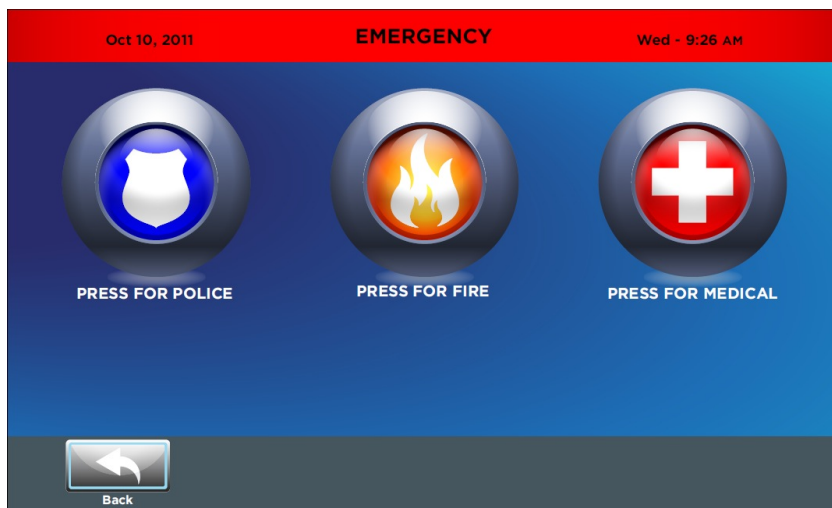 Oct 10, 2011 EMERGENCY Wed - 9:26 AM
PRESS FOR POLICE PRESS FOR FIRE PRESS FOR MEDICAL
Back